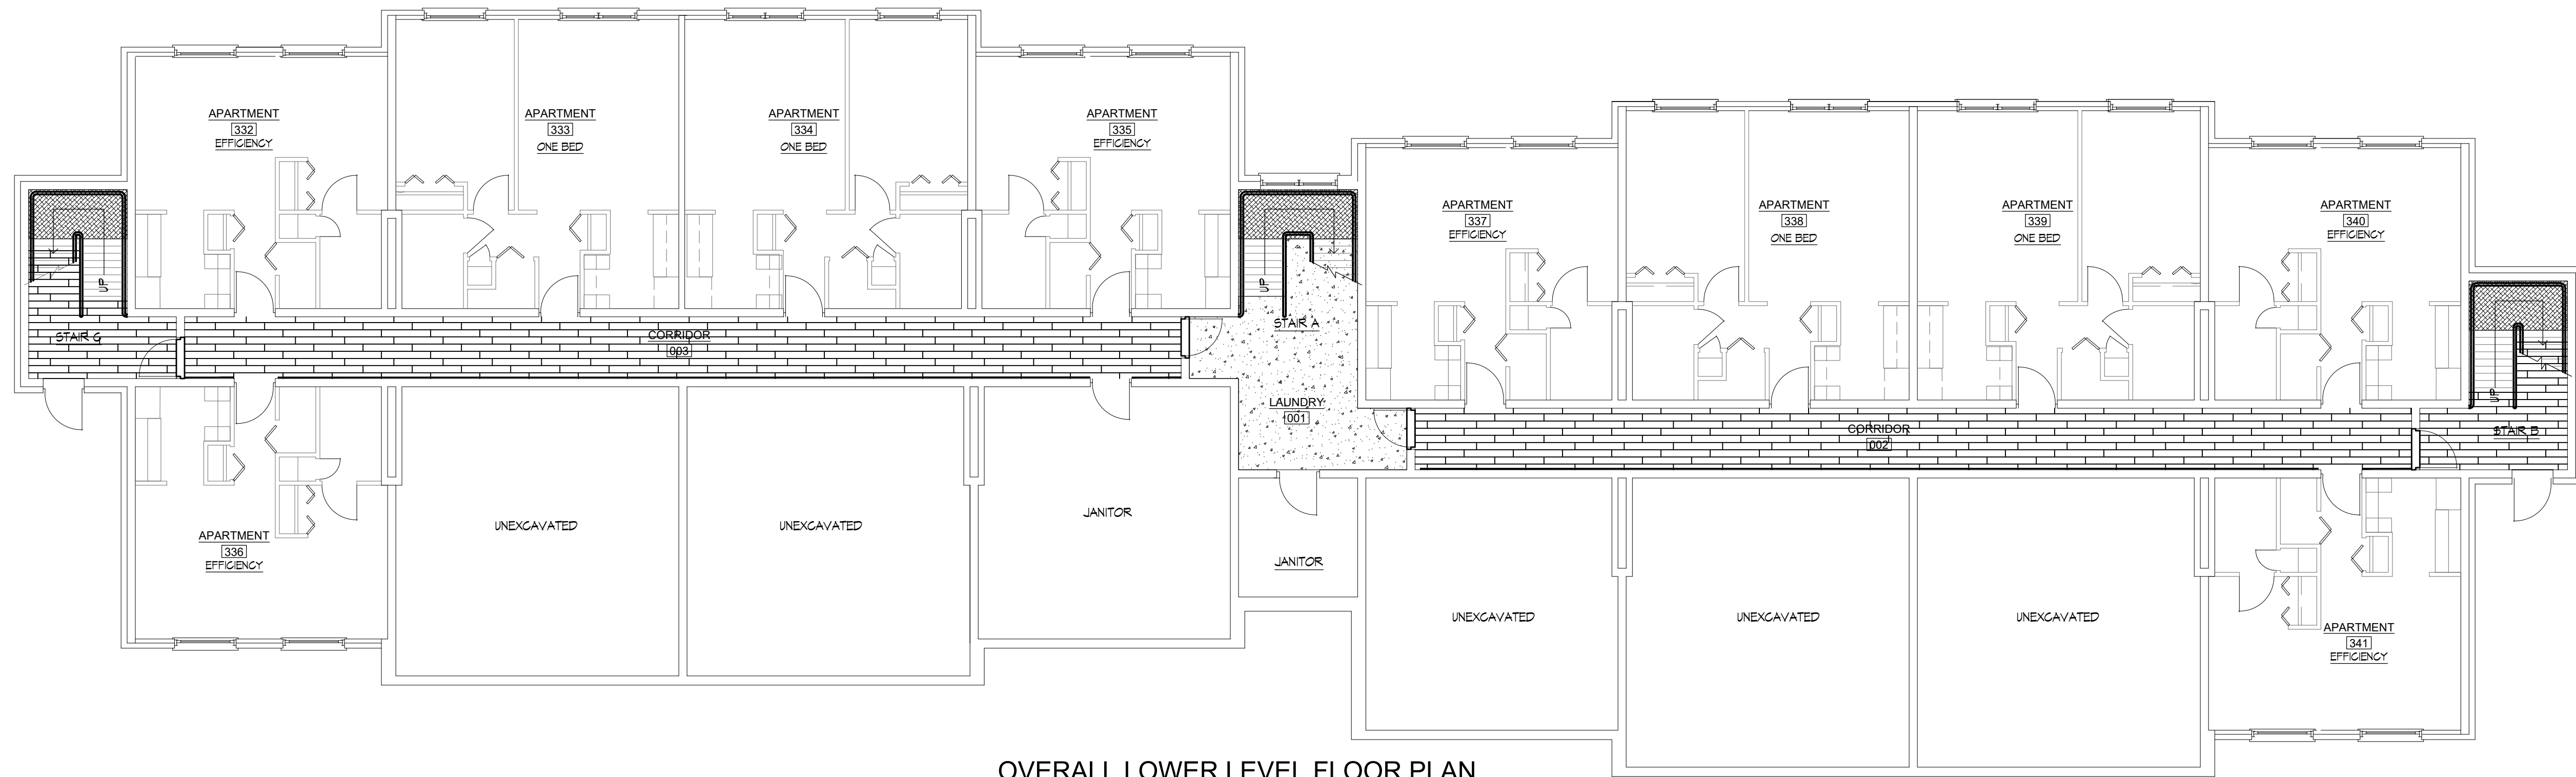 APARTMENT
332
EFFICIENCY
APARTMENT
333
ONE BED
APARTMENT
334
ONE BED
APARTMENT
335
EFFICIENCY
APARTMENT
337
EFFICIENCY
APARTMENT
338
ONE BED
APARTMENT
339
ONE BED
APARTMENT
340
EFFICIENCY
UP
STAIR C
CORRIDOR
003
UP
STAIR A
LAUNDRY
001
CORRIDOR
002
UP
STAIR B
APARTMENT
336
EFFICIENCY
UNEXCAVATED
UNEXCAVATED
JANITOR
JANITOR
UNEXCAVATED
UNEXCAVATED
UNEXCAVATED
APARTMENT
341
EFFICIENCY
OVERALL LOWER LEVEL FLOOR PLAN